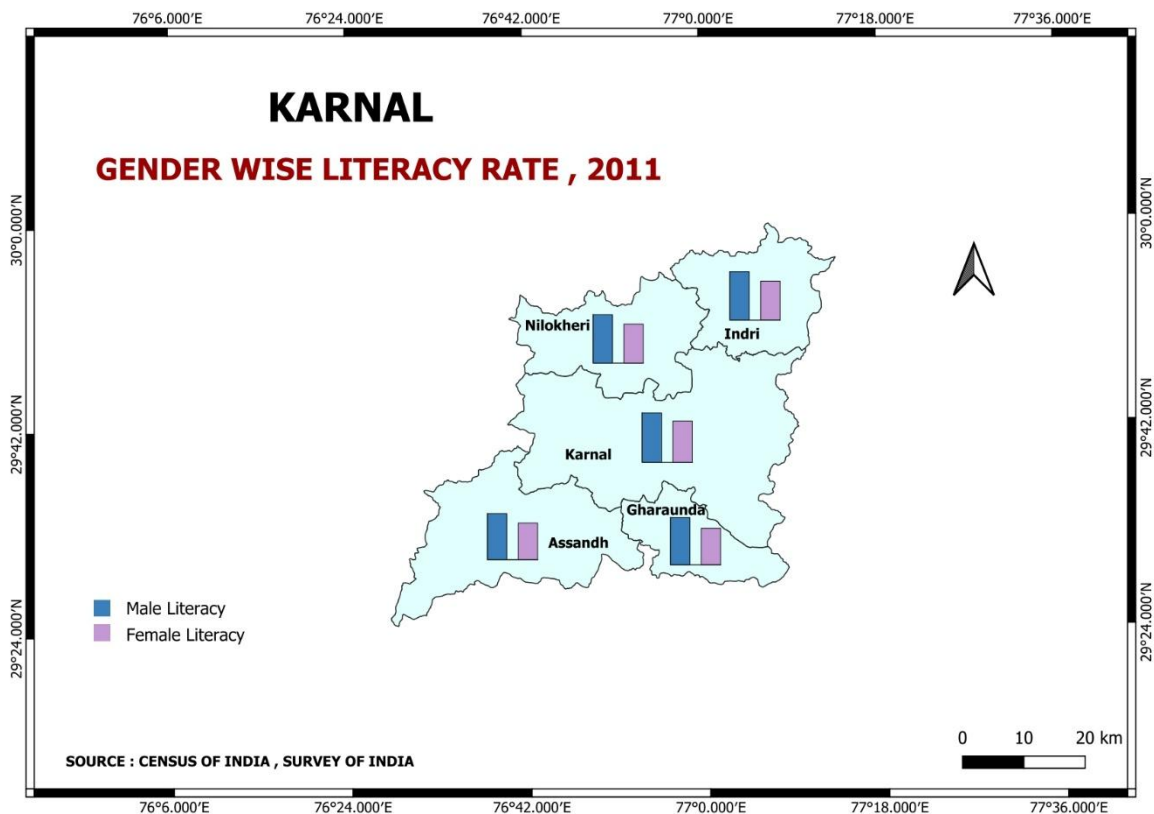 76°6.000′E 76°24.000′E 76°42.000′E 77°0.000′E 77°18.000′E 77°36.000′E
KARNAL
GENDER WISE LITERACY RATE , 2011
30°0.000′N 30°0.000′N
Nilokheri
Indri
29°42.000′N 29°42.000′N
Karnal
Gharaunda
Assandh
29°24.000′N 29°24.000′N
Male Literacy
Female Literacy
0 10 20 km
SOURCE : CENSUS OF INDIA , SURVEY OF INDIA
76°6.000′E 76°24.000′E 76°42.000′E 77°0.000′E 77°18.000′E 77°36.000′E